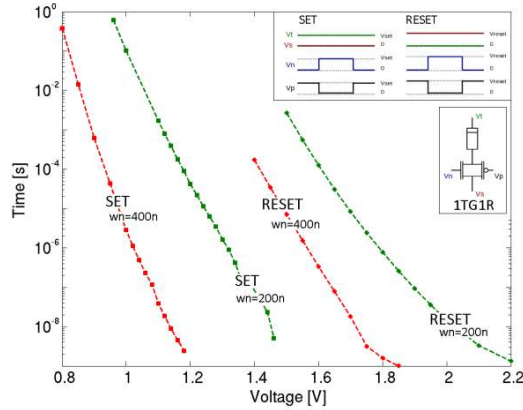 SET
RESET
Vt
Vset
Vreset
Vs
0
0
Vn
Vset
Vreset
0
0
Vp
Vset
Vreset
0
0
Vt
Vn
Vp
Vs
1TG1R
SET
wn=400n
RESET
wn=400n
SET
wn=200n
RESET
wn=200n
10^0
10^-2
10^-4
10^-6
10^-8
Time [s]
0.8
1
1.2
1.4
1.6
1.8
2
2.2
Voltage [V]